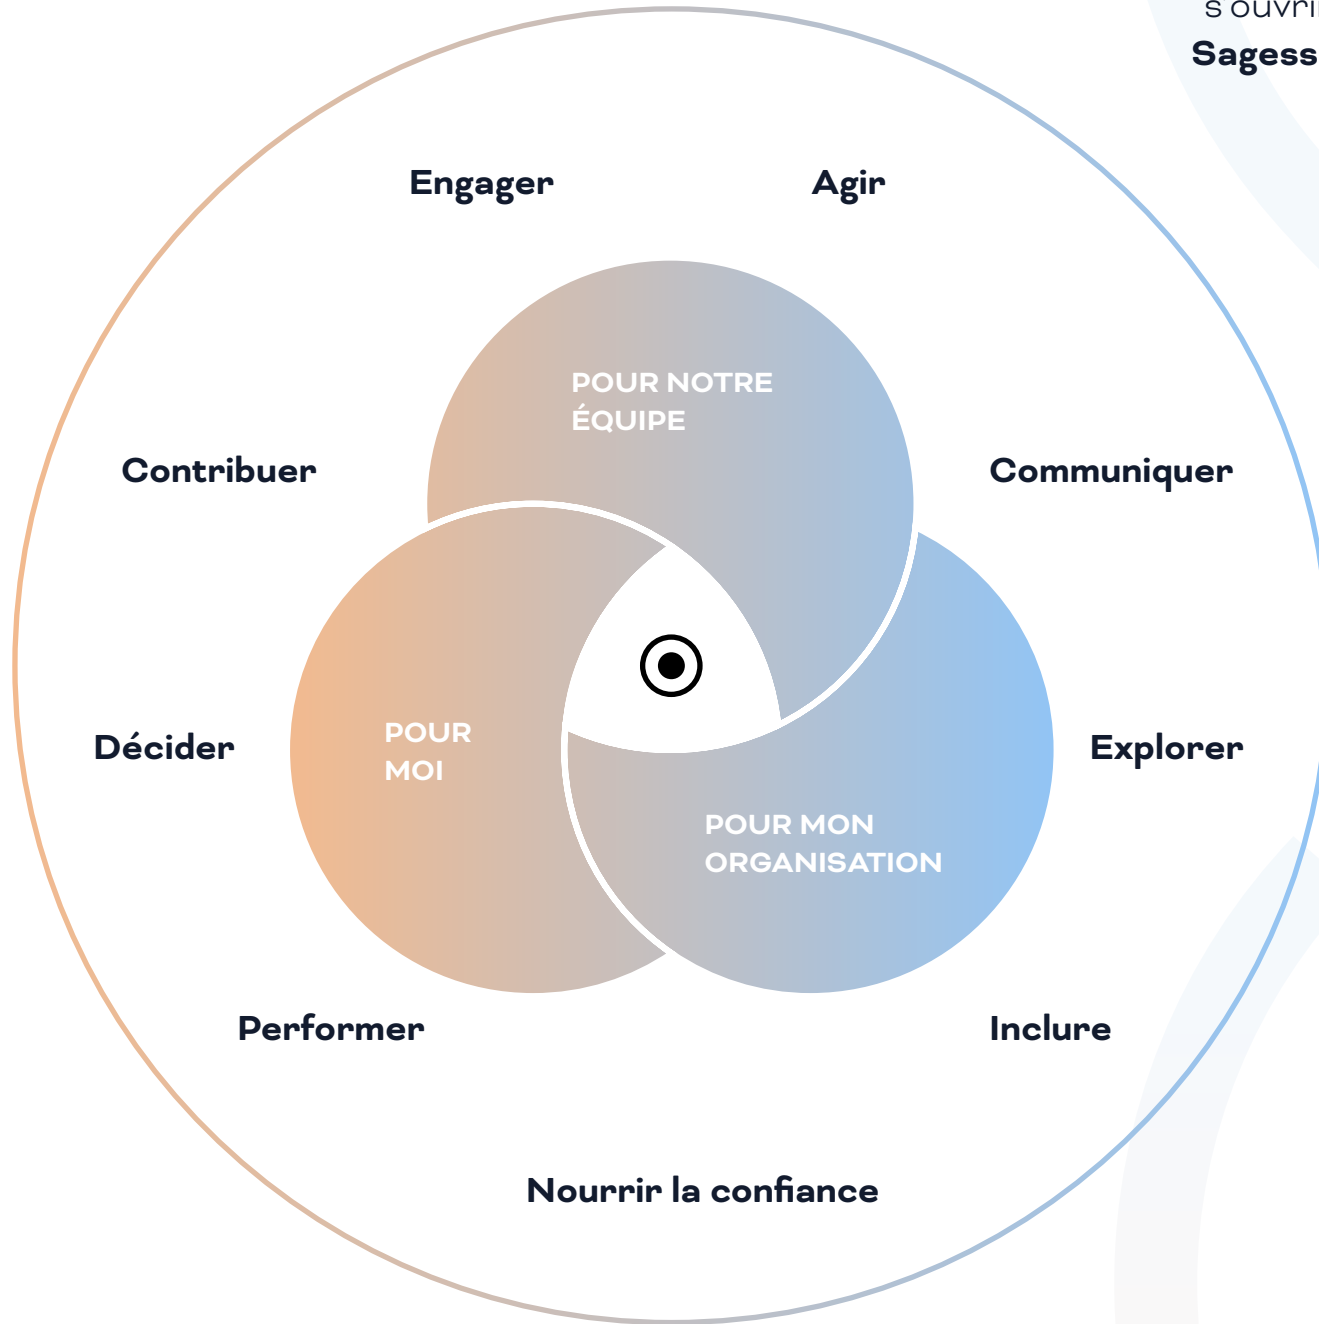 s'ouvri
Sagess
Engager
Agir
POUR NOTRE
ÉQUIPE
Contribuer
Communiquer
POUR
MOI
Décider
Explorer
POUR MON
ORGANISATION
Performer
Inclure
Nourrir la confiance